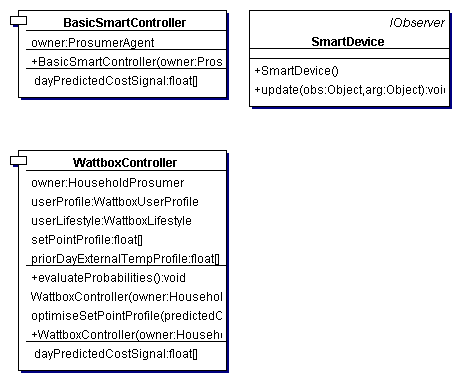 BasicSmartController
owner:ProsumerAgent
+BasicSmartController(owner:Pros
dayPredictedCostSignal:float[]
IObserver
SmartDevice
+SmartDevice()
+update(obs:Object,arg:Object):voi
WattboxController
owner:HouseholdProsumer
userProfile:WattboxUserProfile
userLifestyle:WattboxLifestyle
setPointProfile:float[]
priorDayExternalTempProfile:float[]
+evaluateProbabilities():void
WattboxController(owner:Househol
optimiseSetPointProfile(predictedC
+WattboxController(owner:Househ
dayPredictedCostSignal:float[]